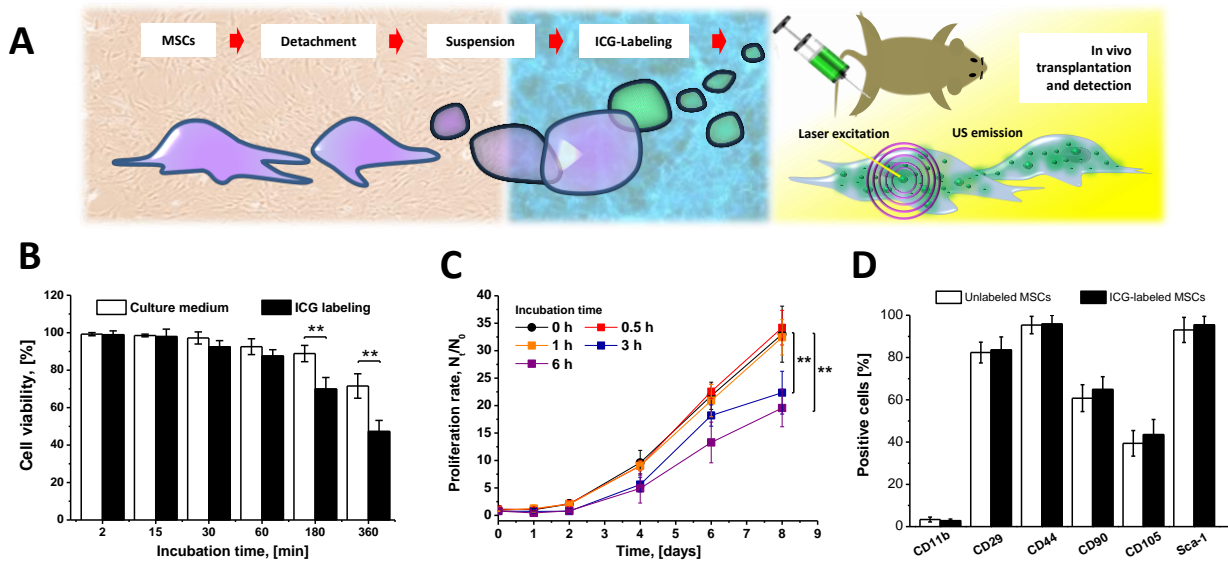 A
MSCs
Detachment
Suspension
ICG-Labeling
In vivo
transplantation
and detection
Laser excitation
US emission
B
Culture medium
ICG labeling
**
**
Cell viability, [%]
120
100
80
60
40
20
0
2
15
30
60
180
360
Incubation time, [min]
C
Incubation time
0 h
0.5 h
1 h
3 h
6 h
**
**
Proliferation rate, Nt/N0
40
35
30
25
20
15
10
5
0
0
1
2
3
4
5
6
7
8
9
Time, [days]
D
Unlabeled MSCs
ICG-labeled MSCs
Positive cells [%]
100
80
60
40
20
0
CD11b
CD29
CD44
CD90
CD105
Sca-1